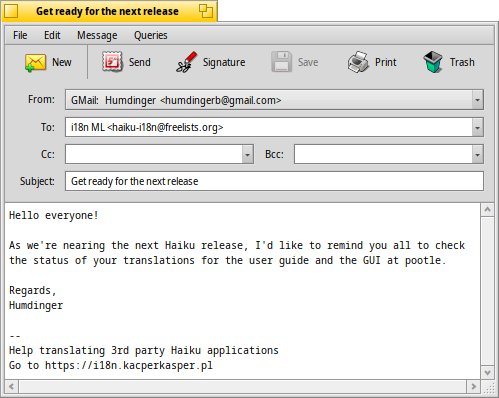 Get ready for the next release
File Edit Message Queries
New Send Signature Save Print Trash
From: GMail: Humdinger <humdingerb@gmail.com>
To: i18n ML <haiku-i18n@freelists.org>
Cc: Bcc:
Subject: Get ready for the next release
Hello everyone!
As we're nearing the next Haiku release, I'd like to remind you all to check
the status of your translations for the user guide and the GUI at pootle.
Regards,
Humdinger
--
Help translating 3rd party Haiku applications
Go to https://i18n.kacperkasper.pl